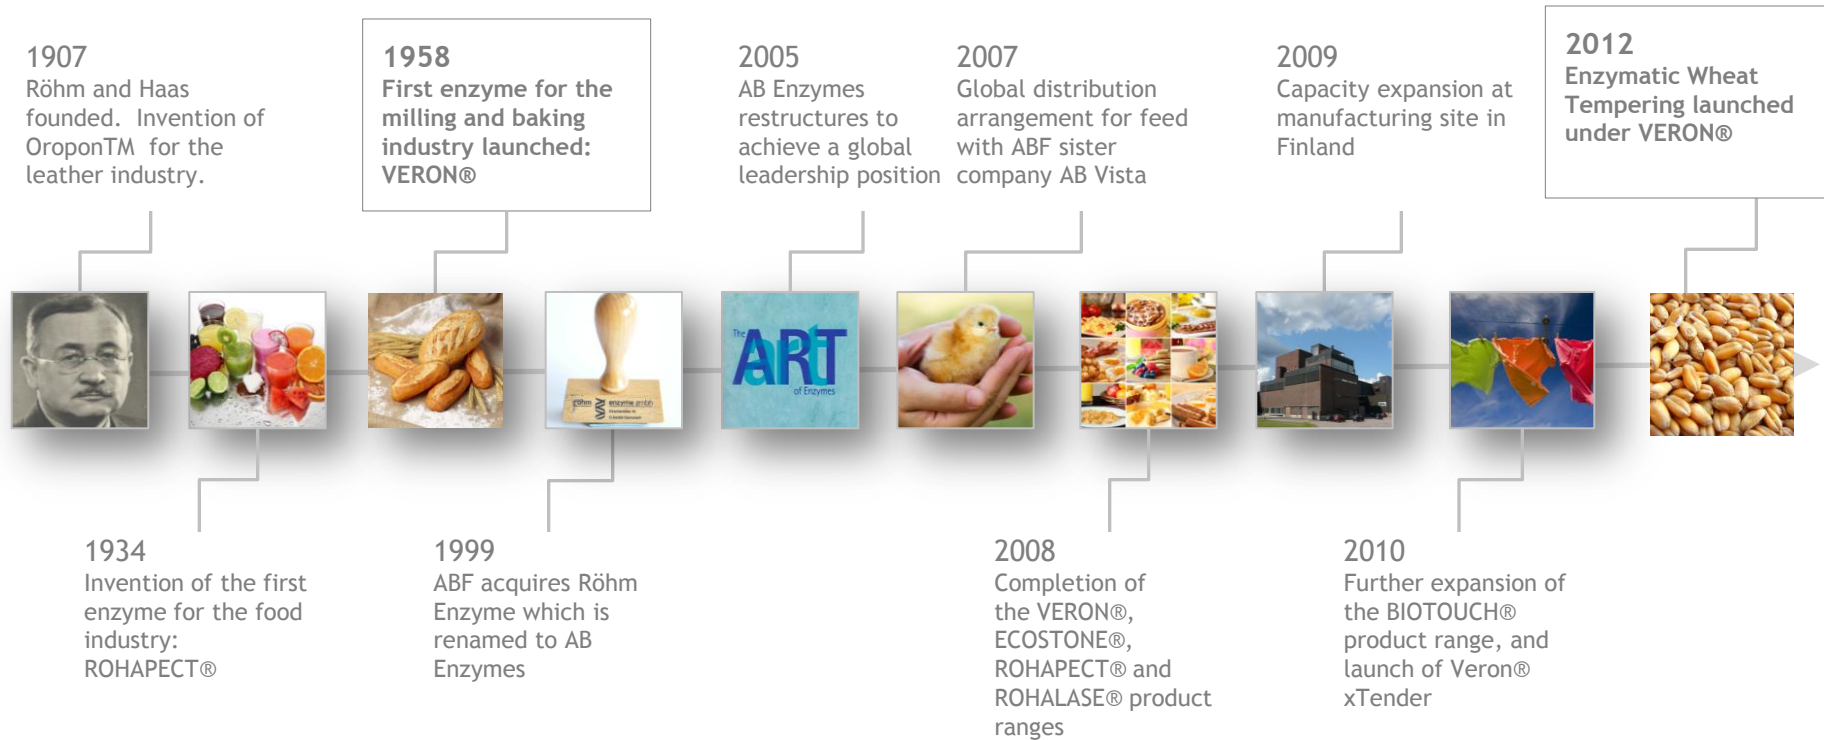 1907
Röhm and Haas
founded.  Invention of
OroponTM  for the
leather industry.
1958
First enzyme for the
milling and baking
industry launched:
VERON®
2005
AB Enzymes
restructures to
achieve a global
leadership position
2007
Global distribution
arrangement for feed
with ABF sister
company AB Vista
2009
Capacity expansion at
manufacturing site in
Finland
2012
Enzymatic Wheat
Tempering launched
under VERON®
röhm
enzyme gmbh
The
ART
art
of Enzymes
1934
Invention of the first
enzyme for the food
industry:
ROHAPECT®
1999
ABF acquires Röhm
Enzyme which is
renamed to AB
Enzymes
2008
Completion of
the VERON®,
ECOSTONE®,
ROHAPECT® and
ROHALASE® product
ranges
2010
Further expansion of
the BIOTOUCH®
product range, and
launch of Veron®
xTender